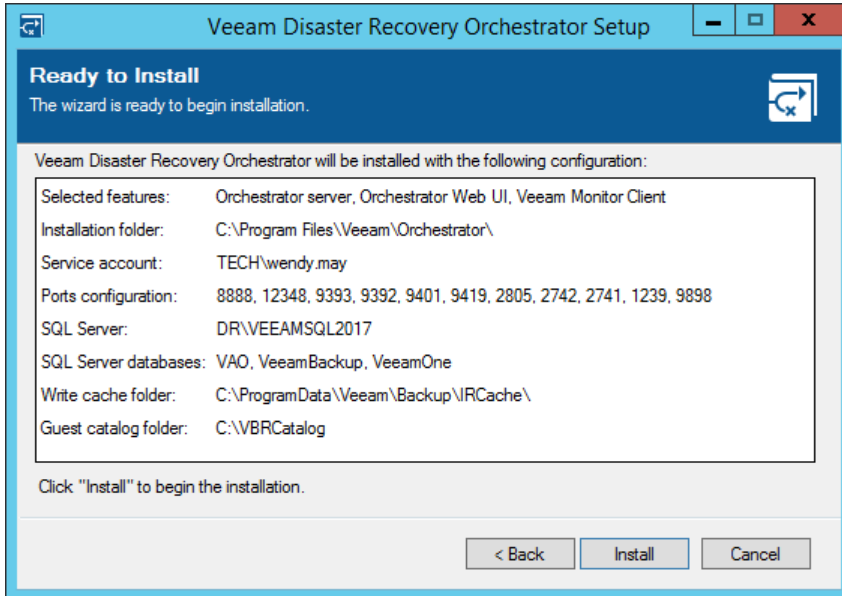 Veeam Disaster Recovery Orchestrator Setup
Ready to Install
The wizard is ready to begin installation.
Veeam Disaster Recovery Orchestrator will be installed with the following configuration:
Selected features: Orchestrator server, Orchestrator Web UI, Veeam Monitor Client
Installation folder: C:\Program Files\Veeam\Orchestrator\
Service account: TECH\wendy.may
Ports configuration: 8888, 12348, 9393, 9392, 9401, 9419, 2805, 2742, 2741, 1239, 9898
SQL Server: DR\VEEAMSQL2017
SQL Server databases: VAO, VeeamBackup, VeeamOne
Write cache folder: C:\ProgramData\Veeam\Backup\IRCache\
Guest catalog folder: C:\VBRCatalog
Click "Install" to begin the installation.
< Back Install Cancel